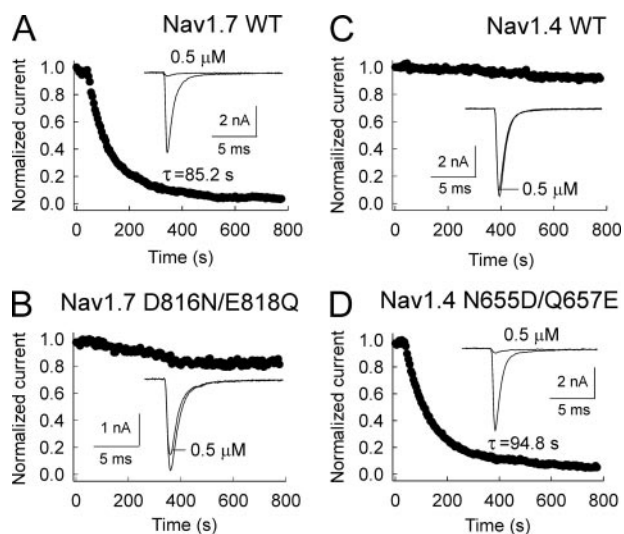 A
Nav1.7 WT
Normalized current
1.0
0.8
0.6
0.4
0.2
0.0
0.5 μM
2 nA
5 ms
τ=85.2 s
0 200 400 600 800
Time (s)
C
Nav1.4 WT
Normailized current
1.0
0.8
0.6
0.4
0.2
0.0
2 nA
5 ms
0.5 μM
0 200 400 600 800
Time (s)
B
Nav1.7 D816N/E818Q
Normalized current
1.0
0.8
0.6
0.4
0.2
0.0
1 nA
5 ms
0.5 μM
0 200 400 600 800
Time (s)
D
Nav1.4 N655D/Q657E
Normalized current
1.0
0.8
0.6
0.4
0.2
0.0
0.5 μM
2 nA
5 ms
τ=94.8 s
0 200 400 600 800
Time (s)